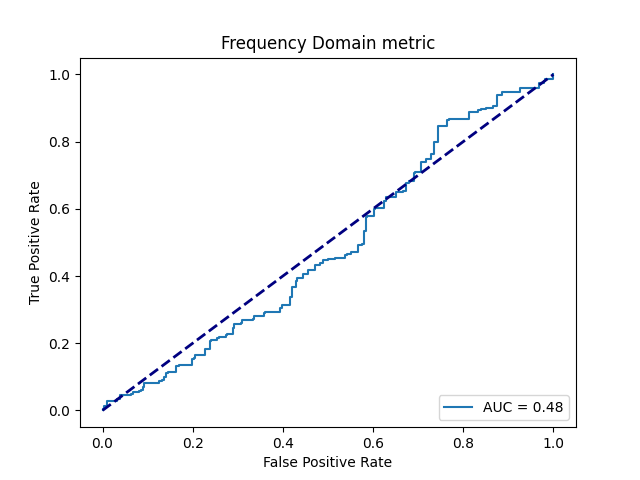 Frequency Domain metric
1.0
0.8
0.6
0.4
0.2
0.0
True Positive Rate
AUC = 0.48
0.0 0.2 0.4 0.6 0.8 1.0
False Positive Rate